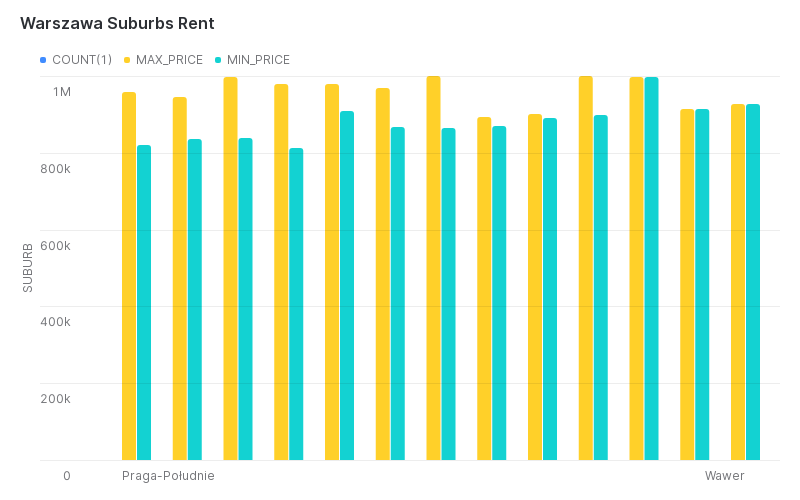 Warszawa Suburbs Rent
COUNT(1) MAX_PRICE MIN_PRICE
1M
800k
600k
SUBURB
400k
200k
0
Praga-Południe Wawer